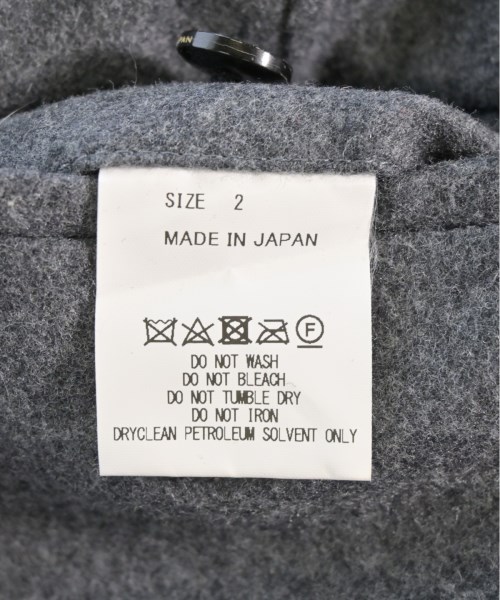 PAN
SIZE 2
MADE IN JAPAN
F
DO NOT WASH
DO NOT BLEACH
DO NOT TUMBLE DRY
DO NOT IRON
DRYCLEAN PETROLEUM SOLVENT ONLY